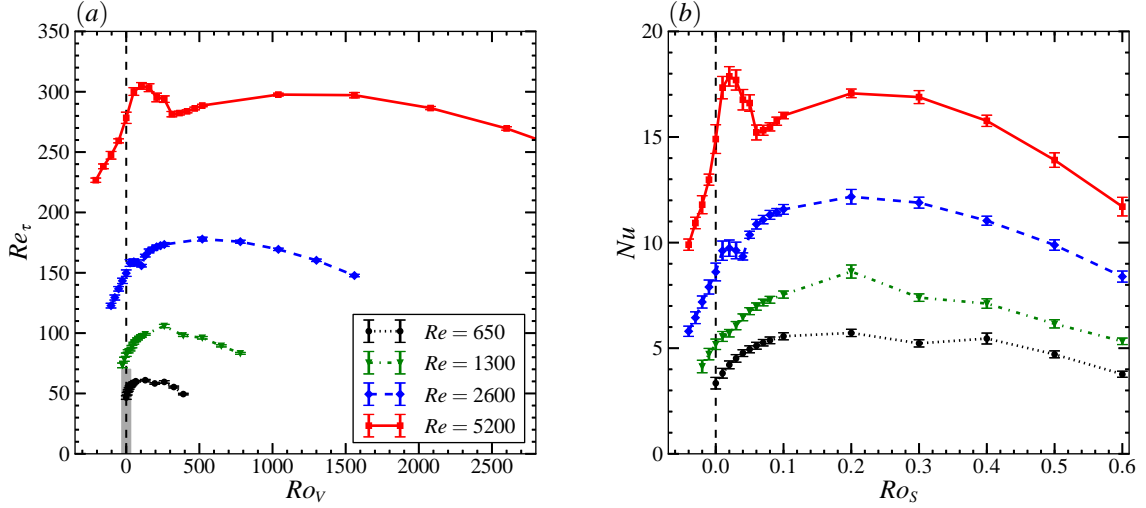 (a)
350
300
250
200
150
100
50
0
Re_τ
0 500 1000 1500 2000 2500
Ro_V
Re = 650
Re = 1300
Re = 2600
Re = 5200
(b)
20
15
10
5
0
Nu
0.0 0.1 0.2 0.3 0.4 0.5 0.6
Ro_S